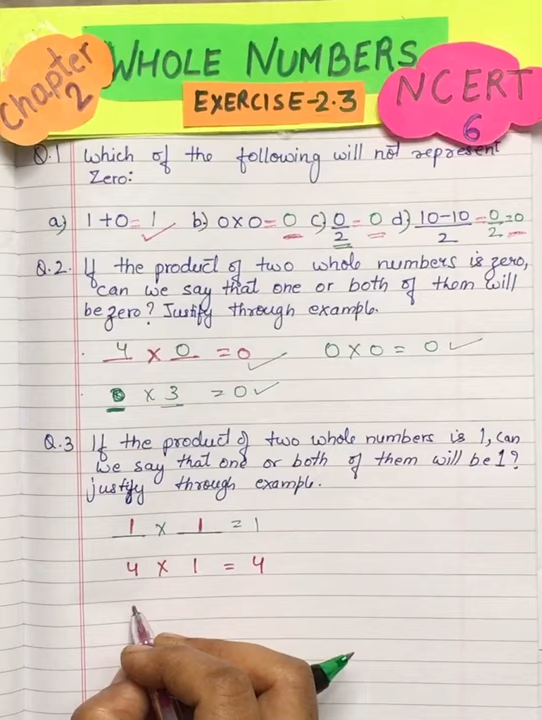 Chapter 2
WHOLE NUMBERS
EXERCISE-2.3
NCERT 6
Q.1 Which of the following will not represent
Zero:
a) 1+0=1 ✓ b) 0×0=0 c) 0/2=0 d) 10-10/2=0/2=0
Q.2. If the product of two whole numbers is zero,
can we say that one or both of them will
be zero? Justify through example.
4 × 0 = 0 ✓ 0×0= 0 ✓
0 × 3 = 0 ✓
Q.3 If the product of two whole numbers is 1, can
we say that one or both of them will be 1?
justify through example.
1 × 1 = 1
4 × 1 = 4